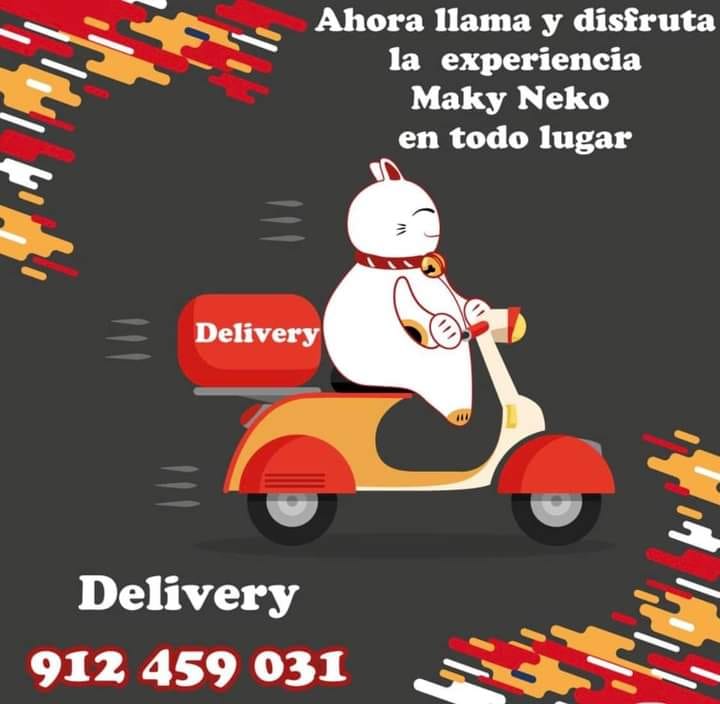 Ahora llama y disfruta
la experiencia
Maky Neko
en todo lugar
Delivery
Delivery
912 459 031